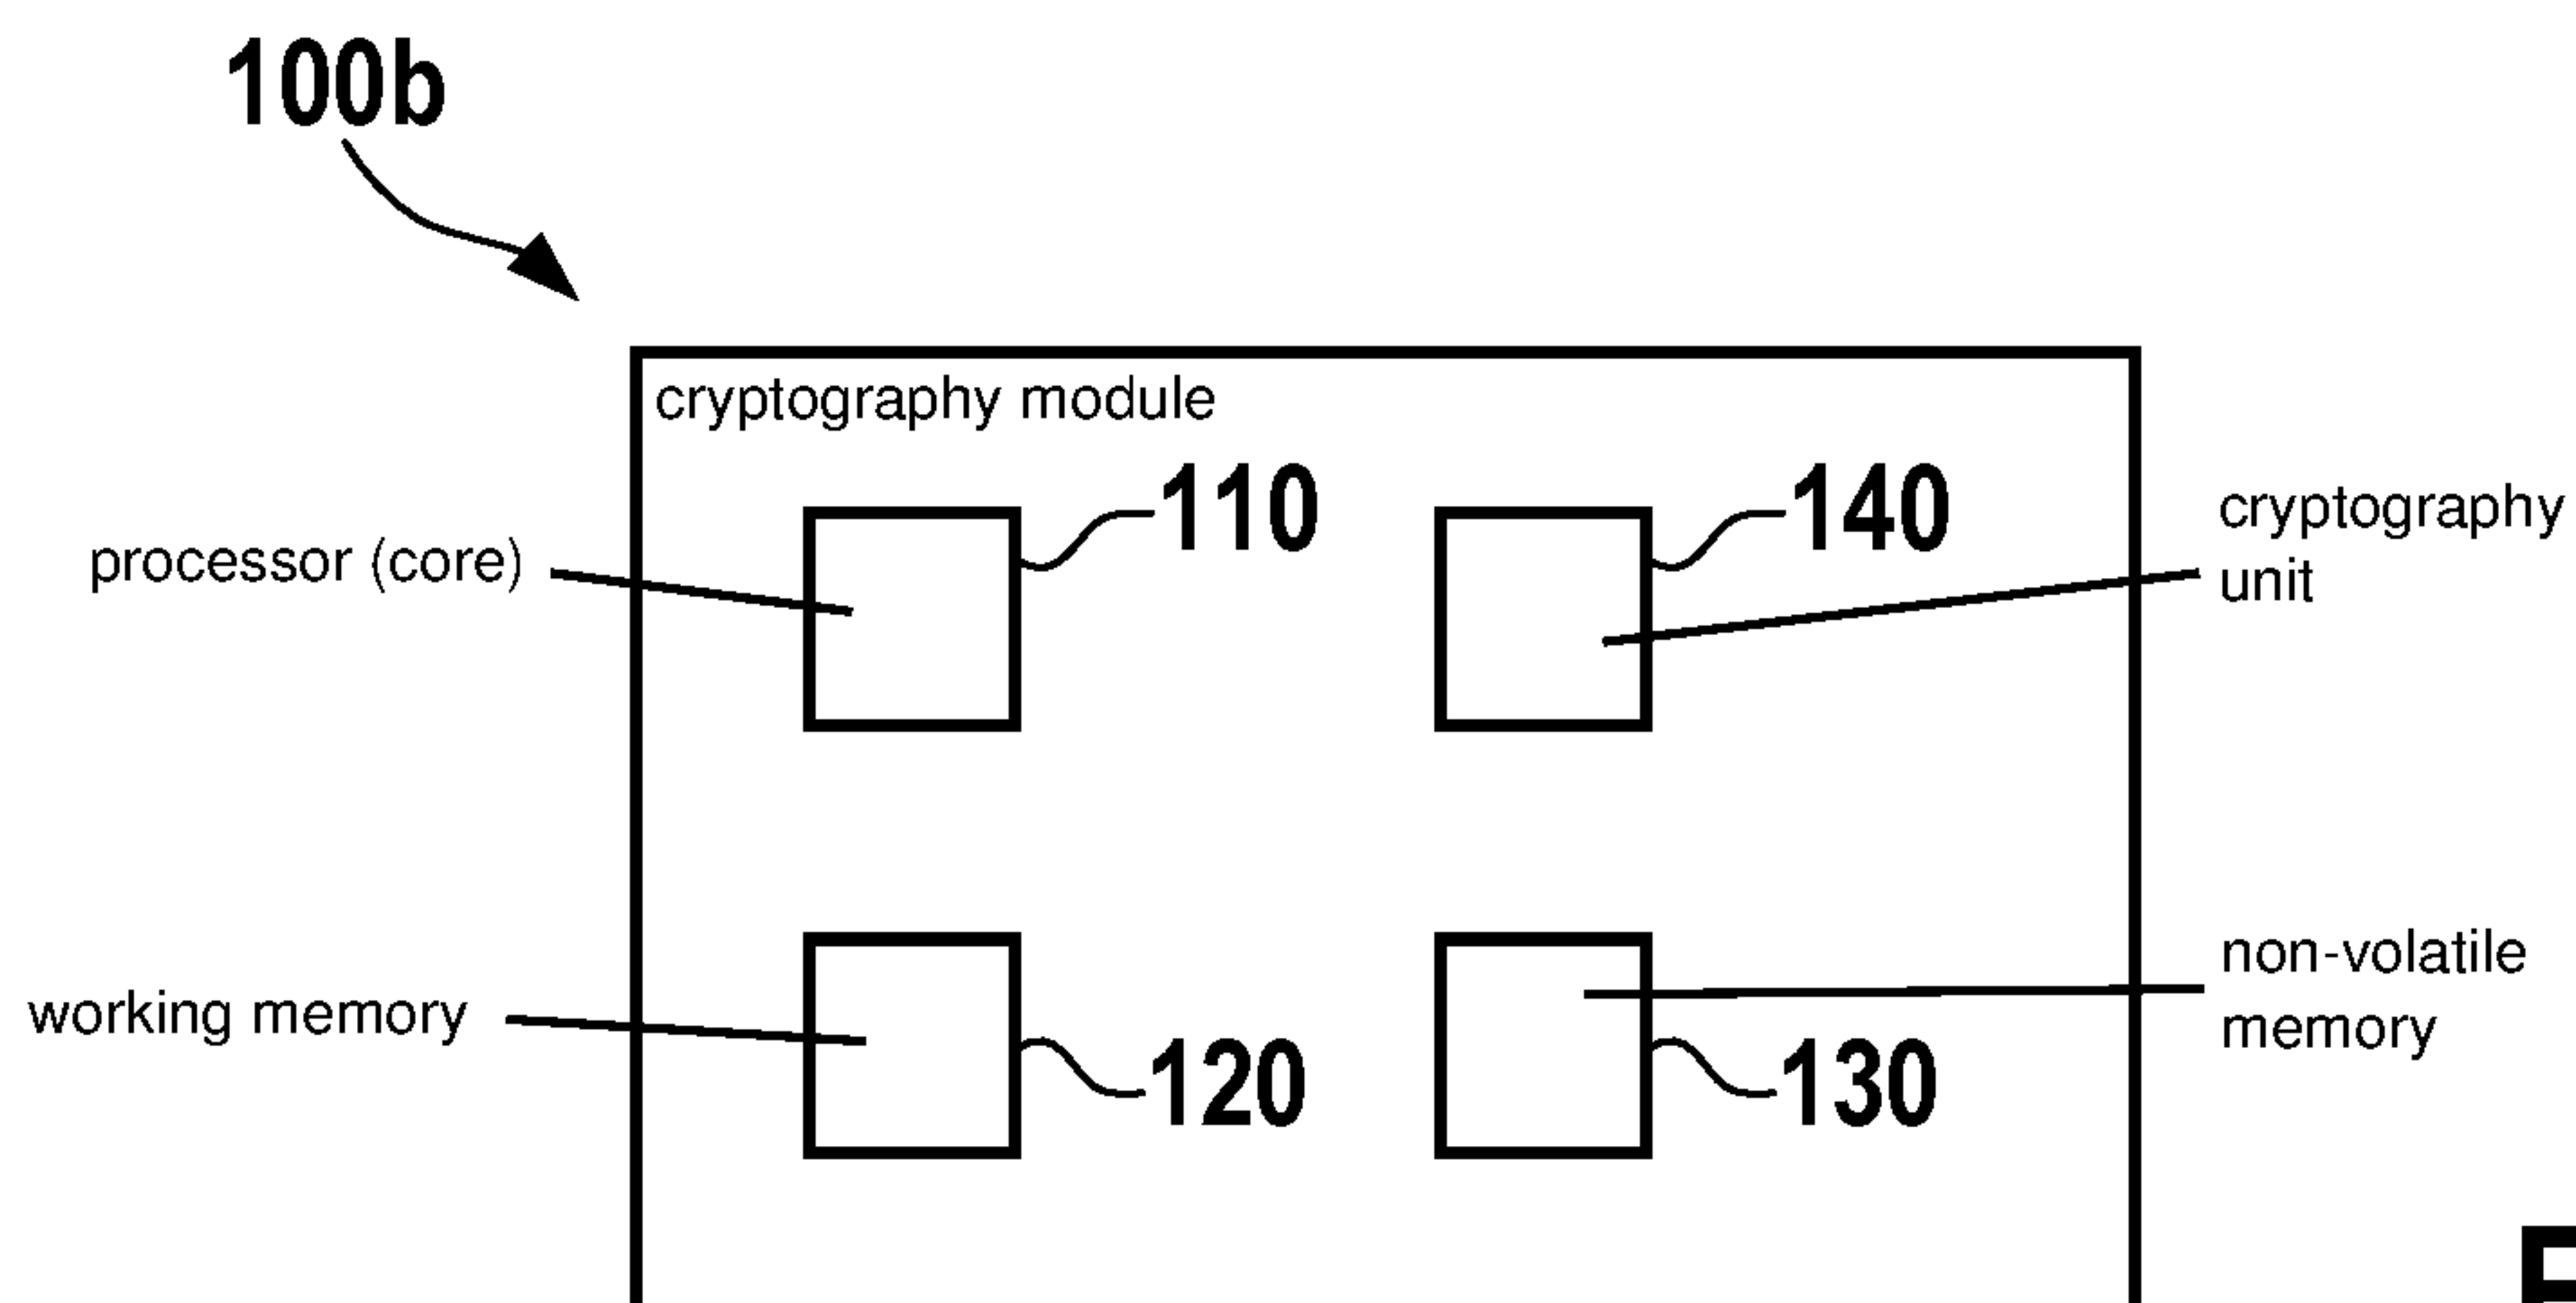 100b
cryptography module
110
140
processor (core)
cryptography
unit
working memory
120
130
non-volatile
memory